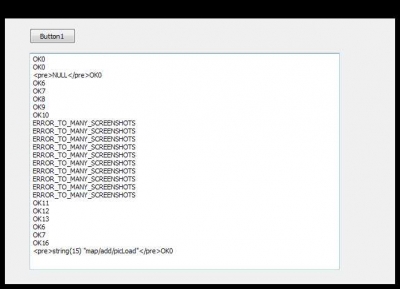 Button1
OK0
OK0
<pre>NULL</pre>OK0
OK6
OK7
OK8
OK9
OK10
ERROR_TO_MANY_SCREENSHOTS
ERROR_TO_MANY_SCREENSHOTS
ERROR_TO_MANY_SCREENSHOTS
ERROR_TO_MANY_SCREENSHOTS
ERROR_TO_MANY_SCREENSHOTS
ERROR_TO_MANY_SCREENSHOTS
ERROR_TO_MANY_SCREENSHOTS
ERROR_TO_MANY_SCREENSHOTS
ERROR_TO_MANY_SCREENSHOTS
ERROR_TO_MANY_SCREENSHOTS
OK11
OK12
OK13
OK6
OK7
OK16
<pre>string(15) "map/add/picLoad"</pre>OK0